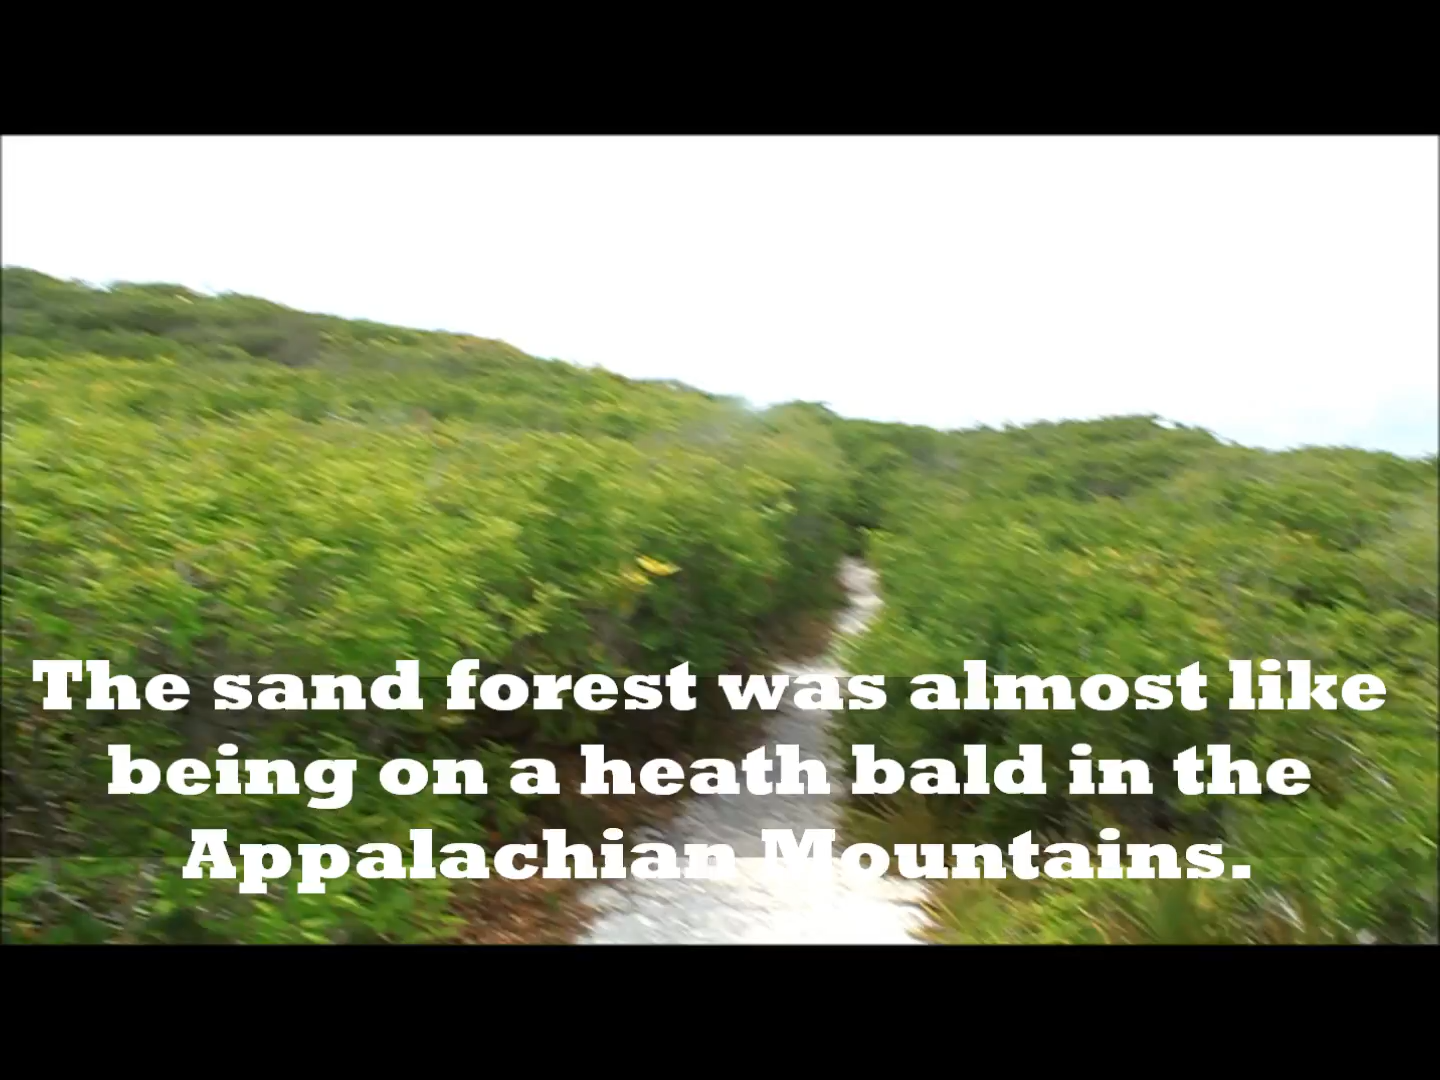 The sand forest was almost like
being on a heath bald in the
Appalachian Mountains.